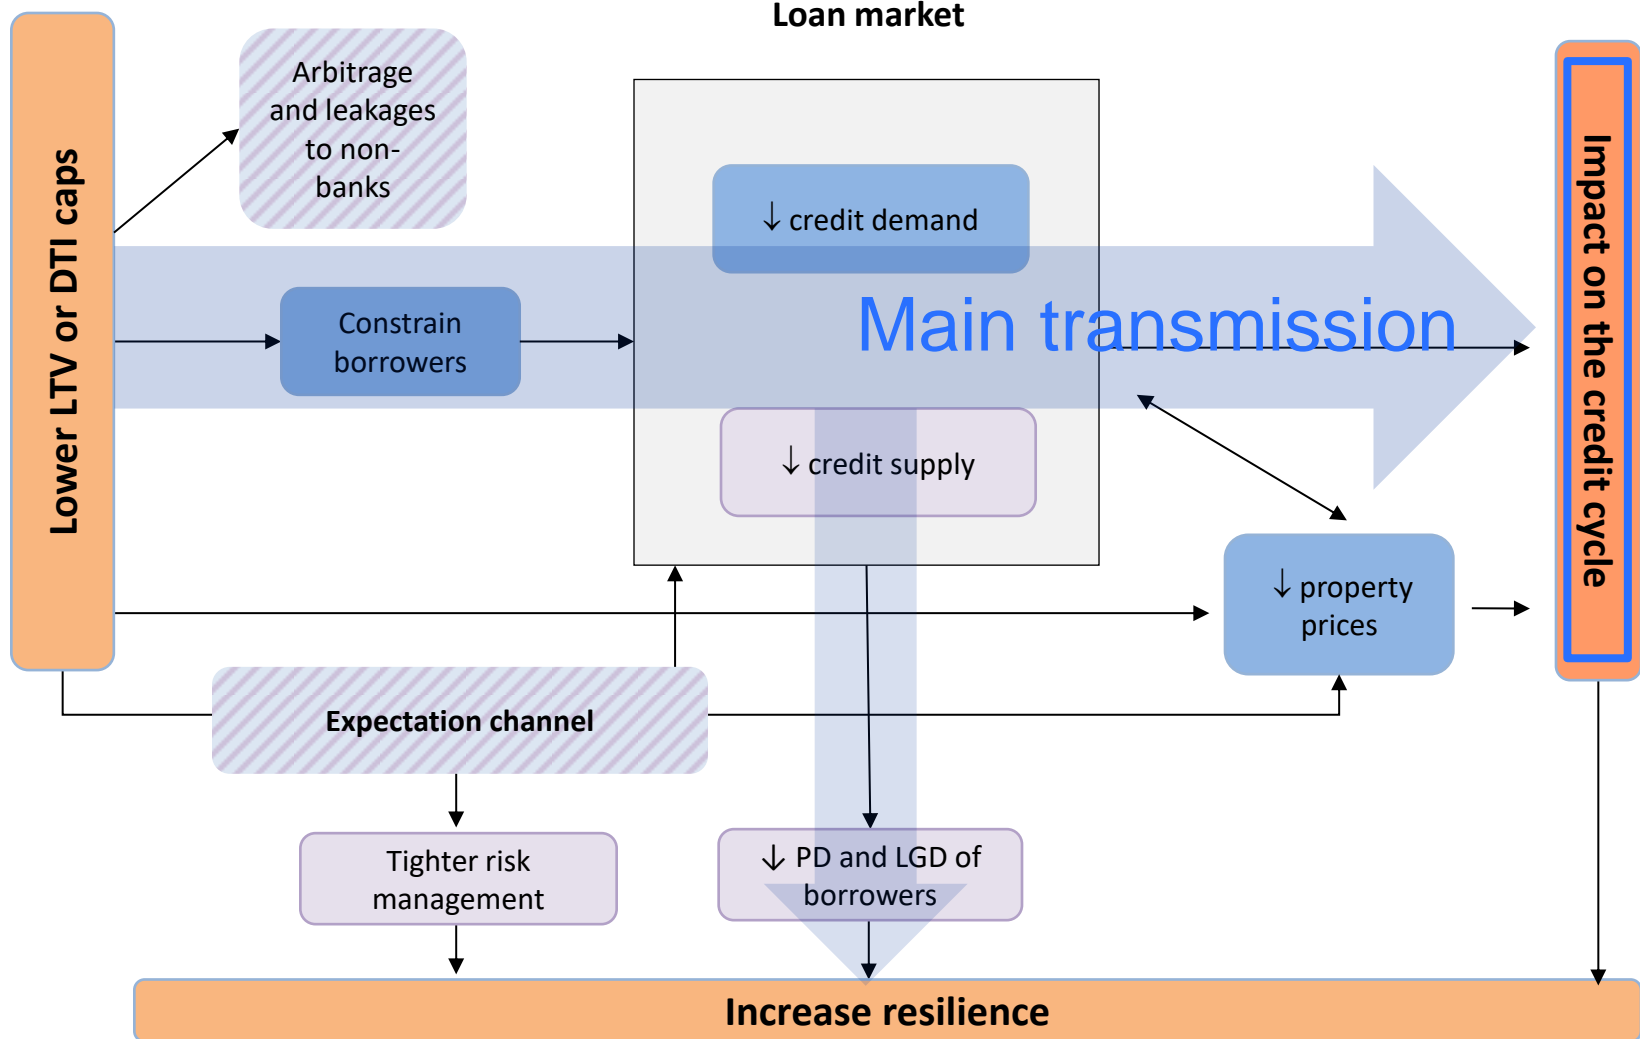 Loan market
Lower LTV or DTI caps
Arbitrage
and leakages
to non-
banks
↓ credit demand
Main transmission
Constrain
borrowers
↓ credit supply
Impact on the credit cycle
↓ property
prices
Expectation channel
Tighter risk
management
↓ PD and LGD of
borrowers
Increase resilience